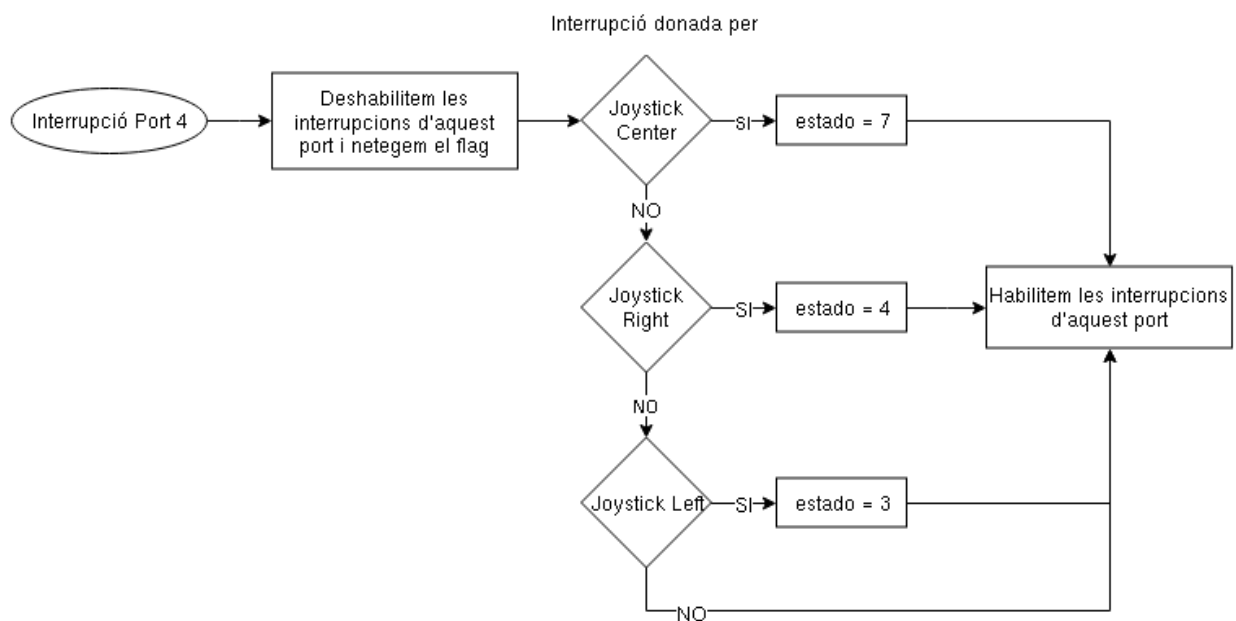 Interrupció donada per
Interrupció Port 4
Deshabilitem les
interrupcions d'aquest
port i netegem el flag
Joystick
Center
SI
estado = 7
NO
Joystick
Right
SI
estado = 4
Habilitem les interrupcions
d'aquest port
NO
Joystick Left
SI
estado = 3
NO